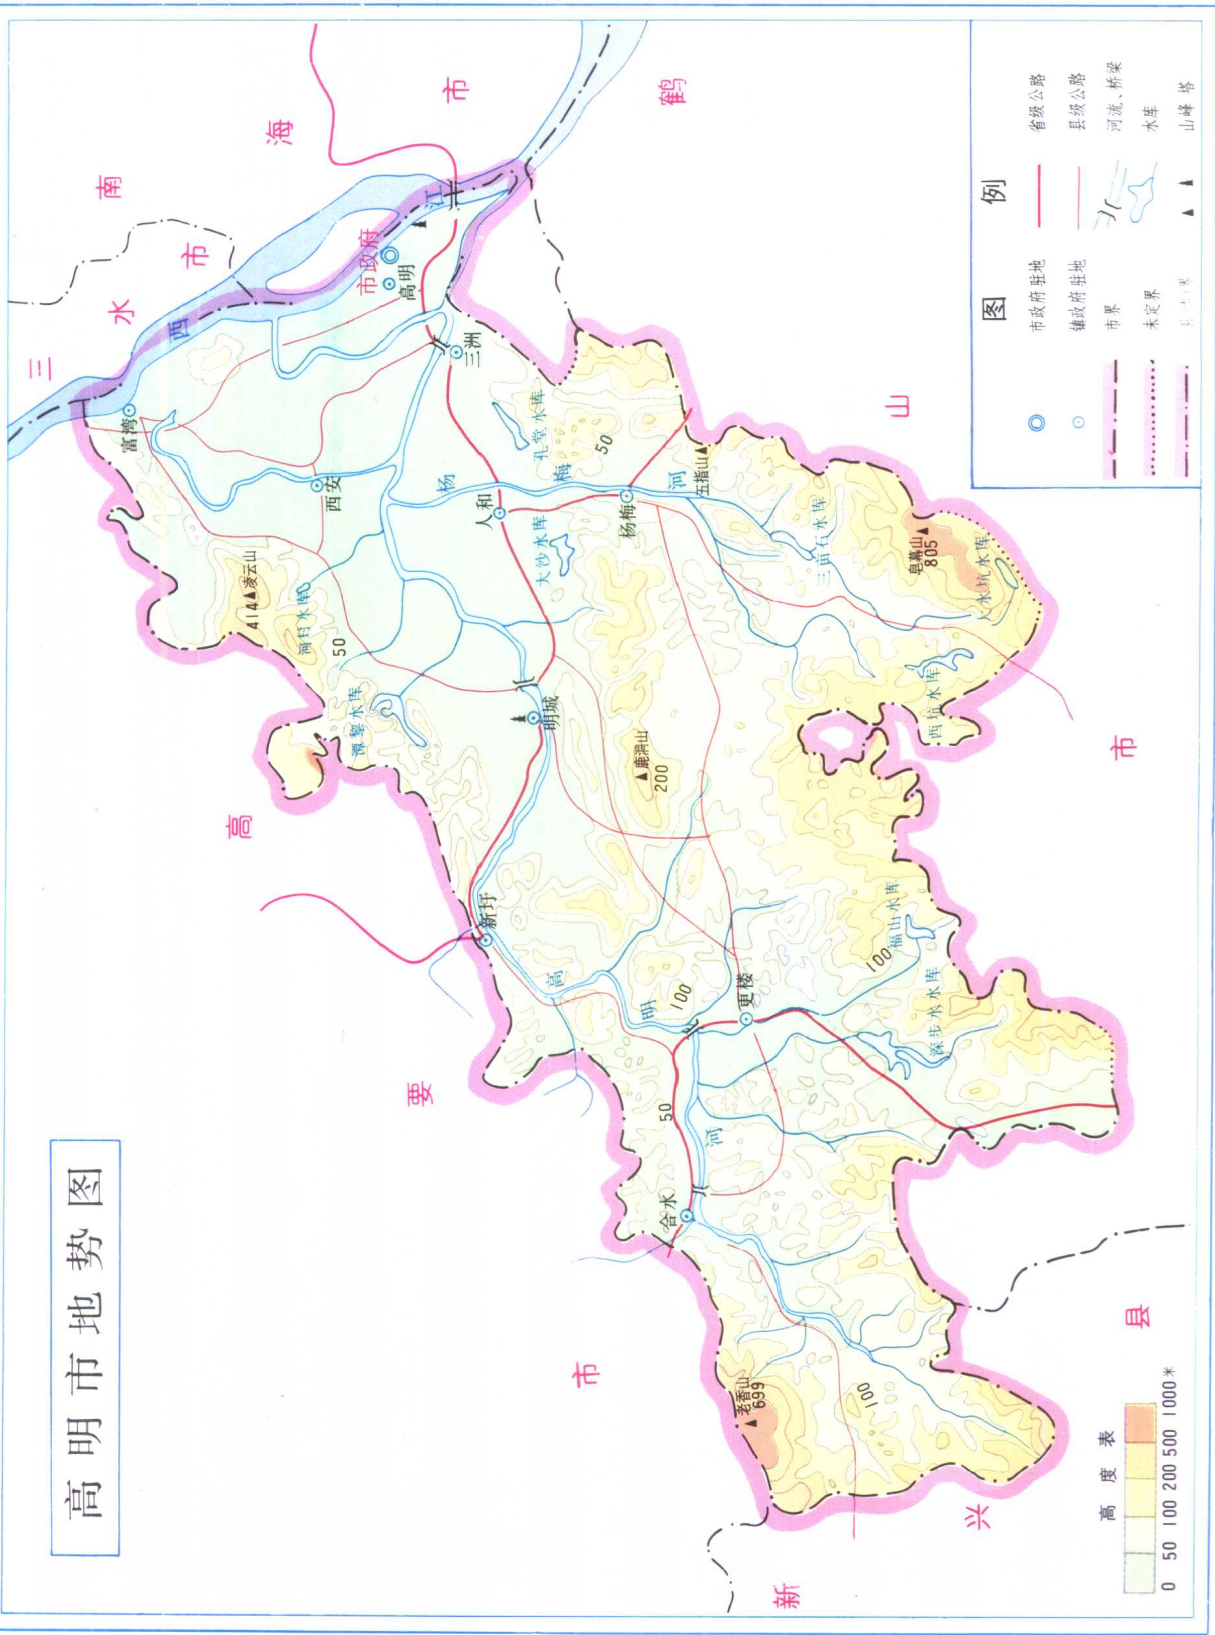 高明市地势图
三水市
南海市
高要市
鹤山市
新兴县
西江
市政府
高明
富湾
西安
三洲
人和
杨梅
明城
新圩
更楼
合水
杨梅河
高明河
414 凌云山
50
河村水库
潭黎水库
孔堂水库
50
大沙水库
五指山
三亩石水库
皂幕山
805
大水坑水库
西坑水库
鹿洞山
200
100
100
福山水库
深步水水库
50
老香山
699
100
图例
市政府驻地
镇政府驻地
市界
未定界
省级公路
县级公路
河流、桥梁
水库
山峰 塔
高度表
0 50 100 200 500 1000米